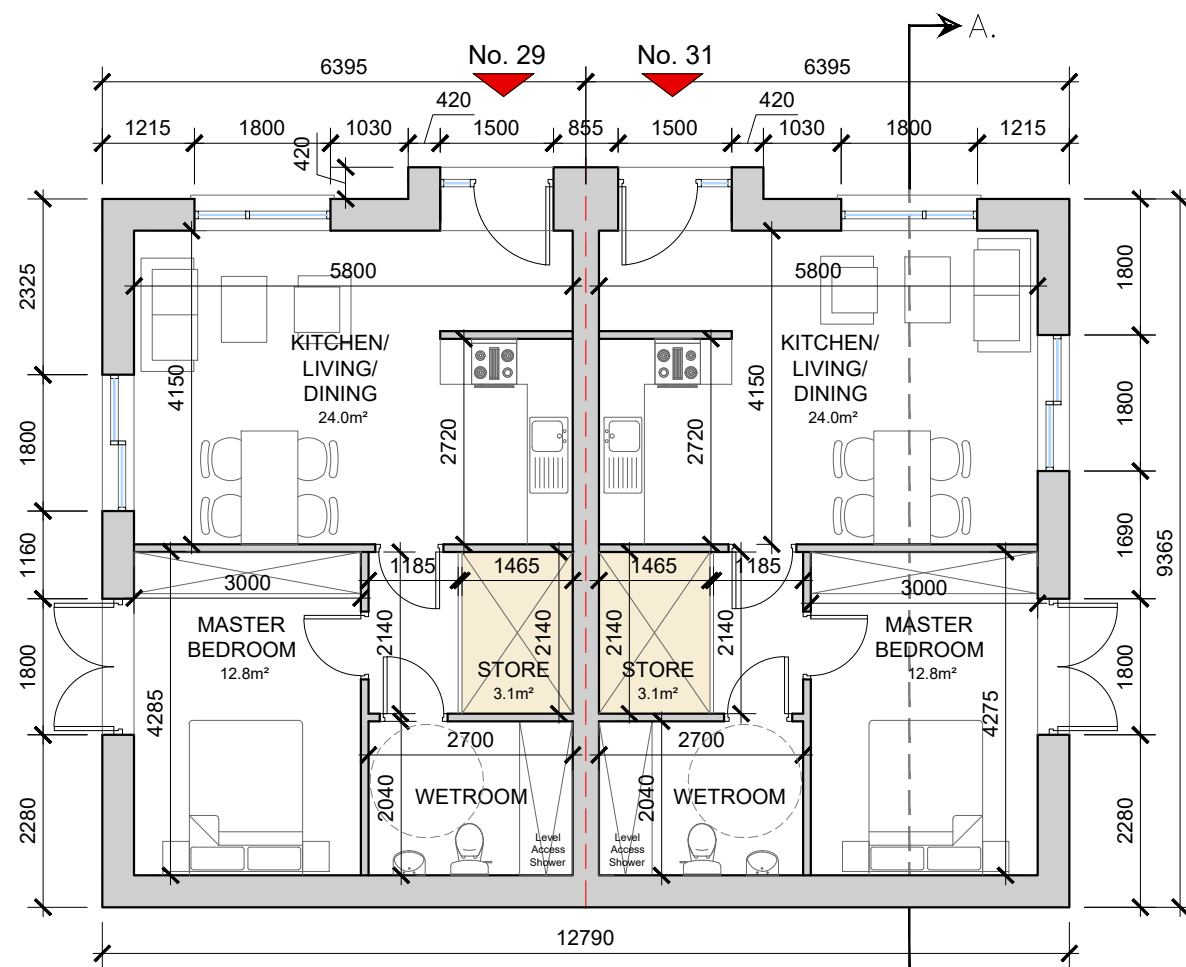 A.
No. 29
No. 31
6395
6395
420
420
1215
1800
1030
1500
855
1500
1030
1800
1215
420
5800
5800
2325
1800
KITCHEN/
LIVING/
DINING
24.0m²
KITCHEN/
LIVING/
DINING
24.0m²
4150
4150
2720
2720
1800
1800
1160
1690
9365
1185
1465
1465
1185
3000
3000
2140
2140
2140
2140
MASTER
BEDROOM
12.8m²
STORE
3.1m²
STORE
3.1m²
MASTER
BEDROOM
12.8m²
1800
1800
4285
4275
2700
2700
WETROOM
WETROOM
2040
2040
2280
2280
Level
Access
Shower
Level
Access
Shower
12790